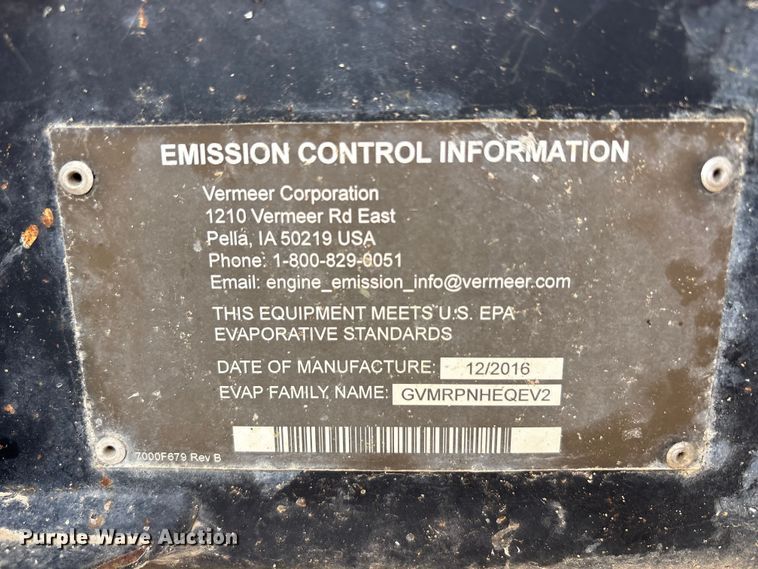 EMISSION CONTROL INFORMATION
Vermeer Corporation
1210 Vermeer Rd East
Pella, IA 50219 USA
Phone: 1-800-829-0051
Email: engine_emission_info@vermeer.com
THIS EQUIPMENT MEETS U.S. EPA
EVAPORATIVE STANDARDS
DATE OF MANUFACTURE: 12/2016
EVAP FAMILY NAME: GVMRPNHEQEV2
7000F679 Rev B
Purple Wave Auction